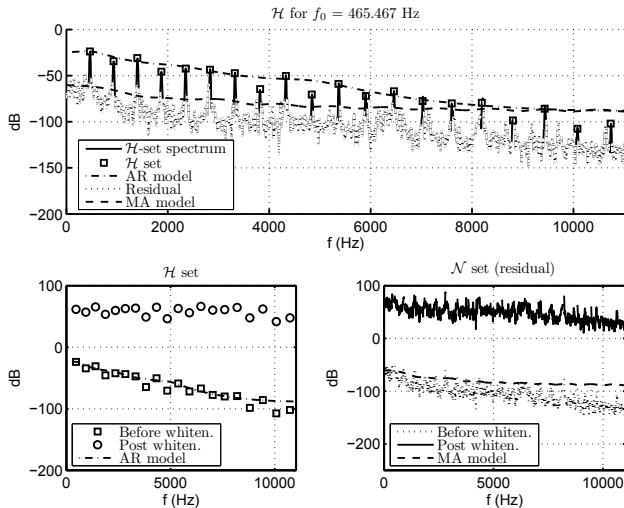 ℋ for f₀ = 465.467 Hz
0
−50
−100
−150
−200
dB
ℋ-set spectrum
ℋ set
AR model
Residual
MA model
0 2000 4000 6000 8000 10000
f (Hz)
ℋ set
100
0
−100
−200
dB
Before whiten.
Post whiten.
AR model
0 5000 10000
f (Hz)
𝒩 set (residual)
100
0
−100
−200
dB
Before whiten.
Post whiten.
MA model
0 5000 10000
f (Hz)